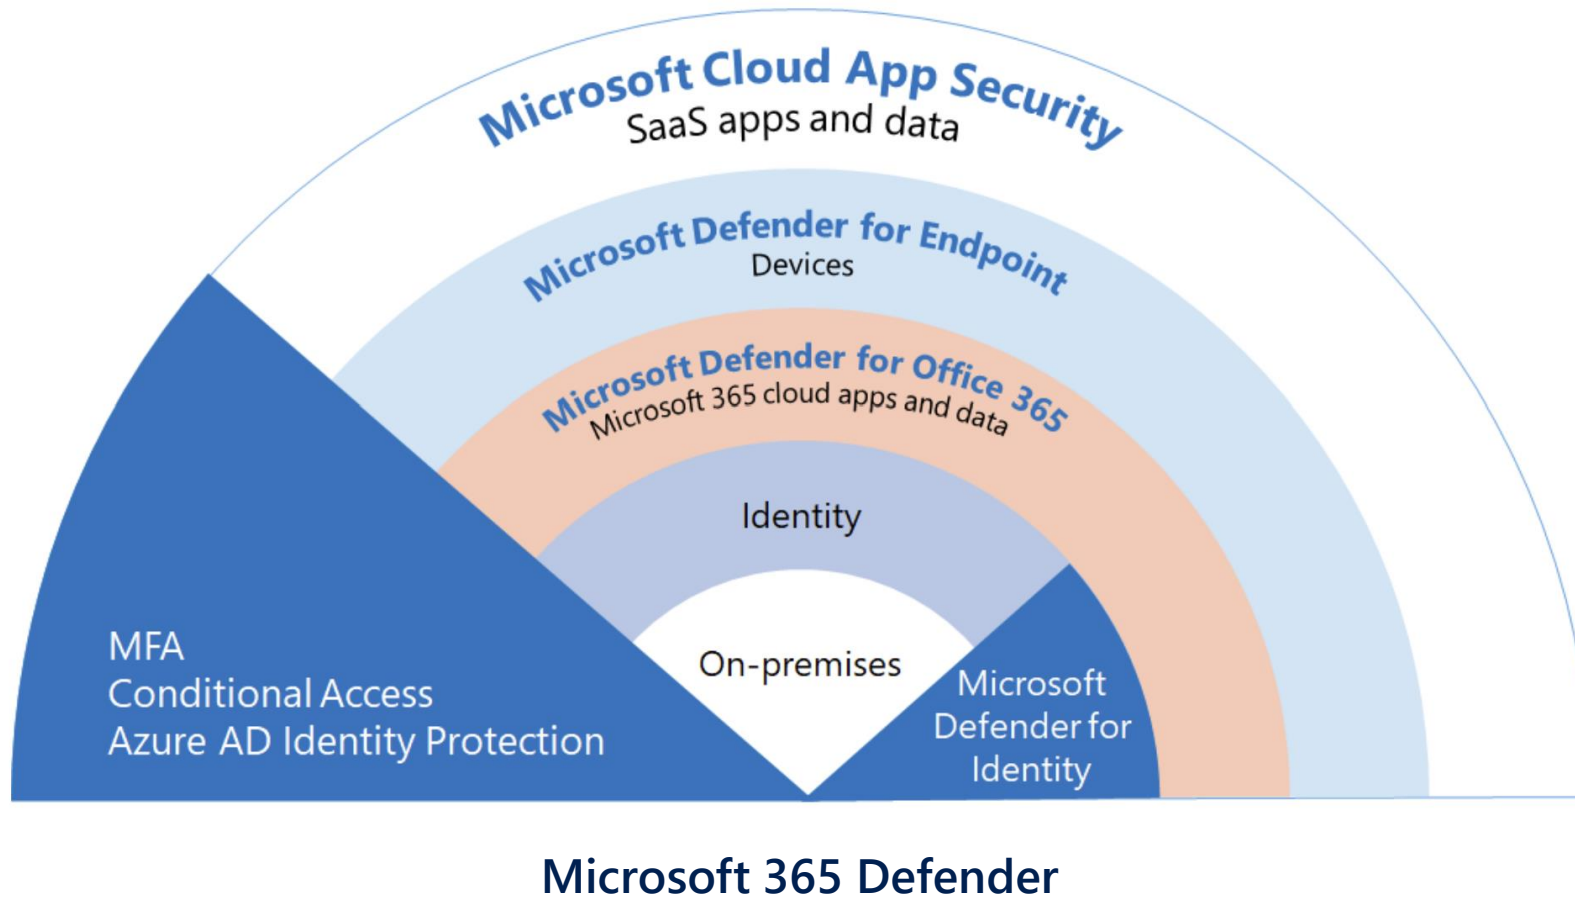 Microsoft Cloud App Security
SaaS apps and data
Microsoft Defender for Endpoint
Devices
Microsoft Defender for Office 365
Microsoft 365 cloud apps and data
Identity
On-premises
MFA
Conditional Access
Azure AD Identity Protection
Microsoft
Defender for
Identity
Microsoft 365 Defender